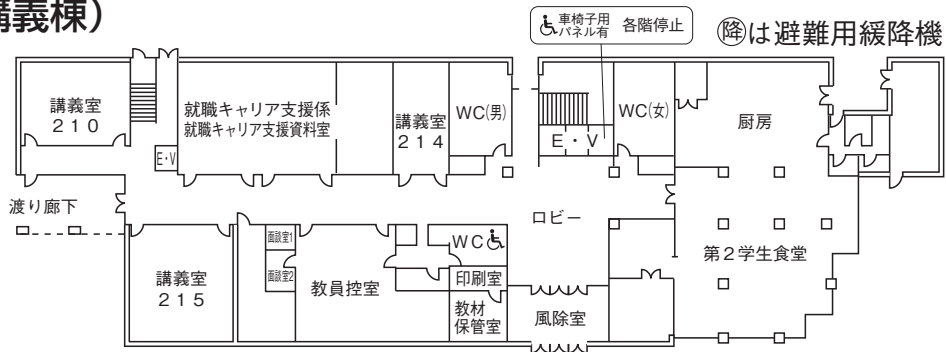 講義棟）
車椅子用
パネル有 各階停止
降は避難用緩降機
講義室
210
就職キャリア支援係
就職キャリア支援資料室
講義室
214
WC(男)
E・V
WC(女)
厨房
E・V
渡り廊下
ロビー
面談室1
WC
第2学生食堂
講義室
215
面談室2
教員控室
印刷室
教材
保管室
風除室